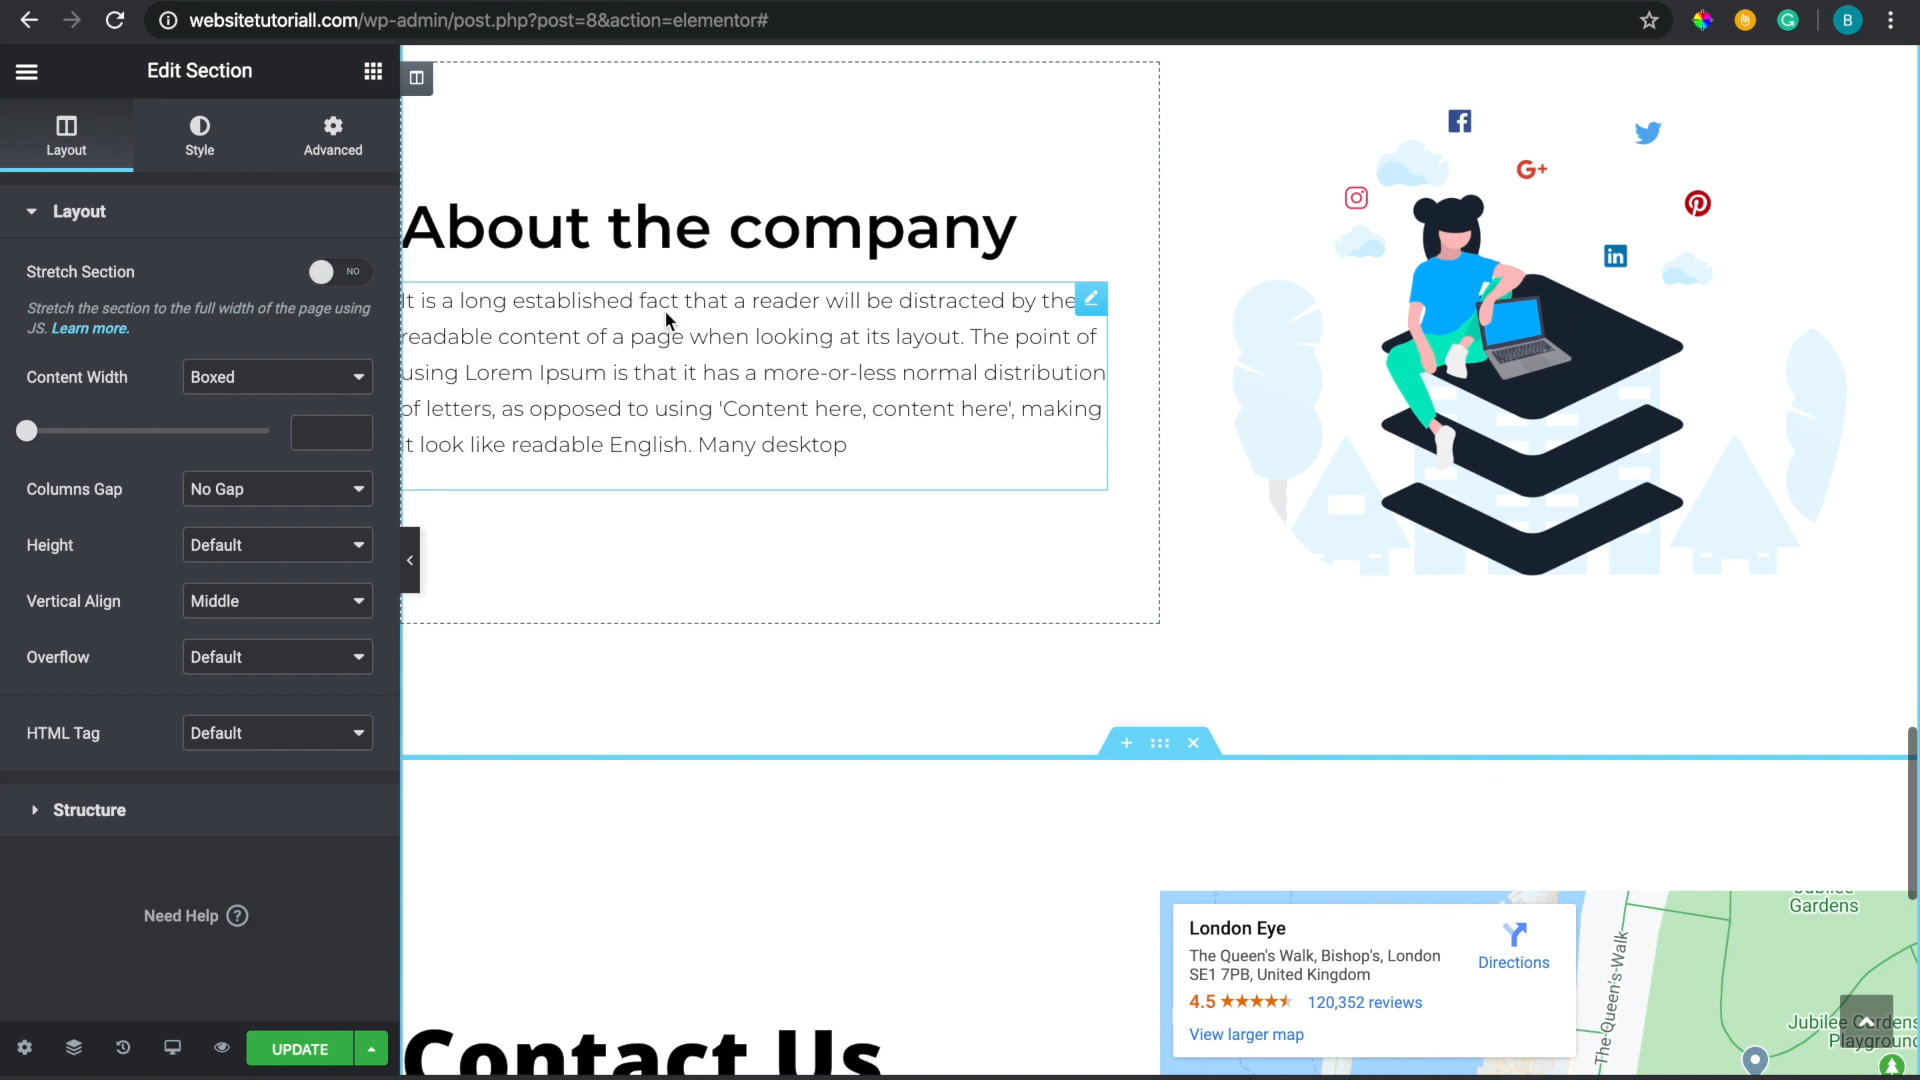 websitetutoriall.com/wp-admin/post.php?post=8&action=elementor#
B
Edit Section
Layout
Style
Advanced
Layout
Stretch Section
NO
Stretch the section to the full width of the page using
JS. Learn more.
Content Width
Boxed
Columns Gap
No Gap
Height
Default
Vertical Align
Middle
Overflow
Default
HTML Tag
Default
Structure
Need Help
UPDATE
About the company
It is a long established fact that a reader will be distracted by the
readable content of a page when looking at its layout. The point of
using Lorem Ipsum is that it has a more-or-less normal distribution
of letters, as opposed to using 'Content here, content here', making
it look like readable English. Many desktop
G+
in
Contact Us
London Eye
The Queen's Walk, Bishop's, London
SE1 7PB, United Kingdom
4.5
120,352 reviews
View larger map
Directions
The Queen's Walk
Jubilee
Gardens
Jubilee Gardens
Playground